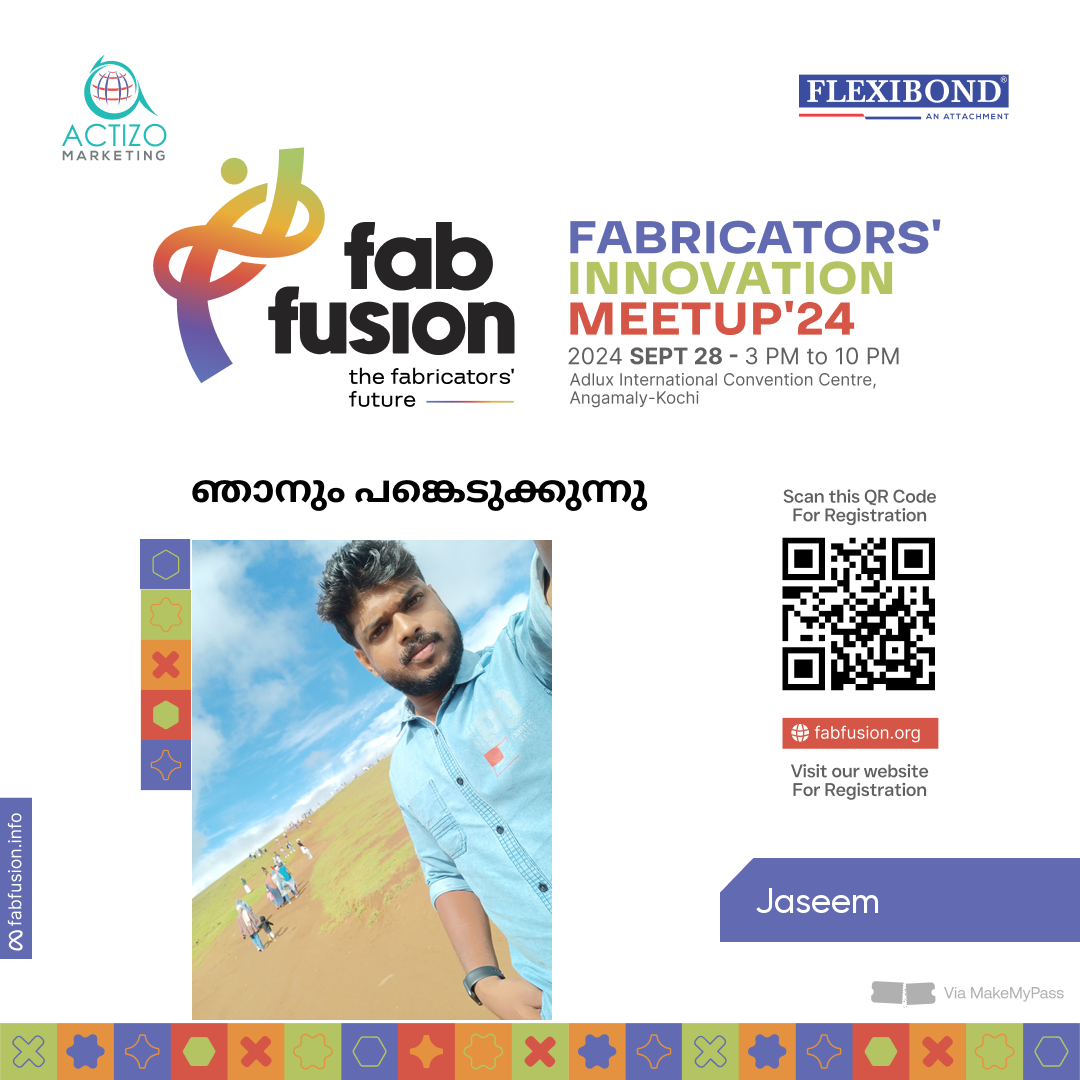 ACTIZO
MARKETING
FLEXIBOND®
AN ATTACHMENT
fab
fusion
the fabricators'
future
FABRICATORS'
INNOVATION
MEETUP'24
2024 SEPT 28 - 3 PM to 10 PM
Adlux International Convention Centre,
Angamaly-Kochi
ഞാനും പങ്കെടുക്കുന്നു
Scan this QR Code
For Registration
fabfusion.org
Visit our website
For Registration
fabfusion.info
Jaseem
Via MakeMyPass